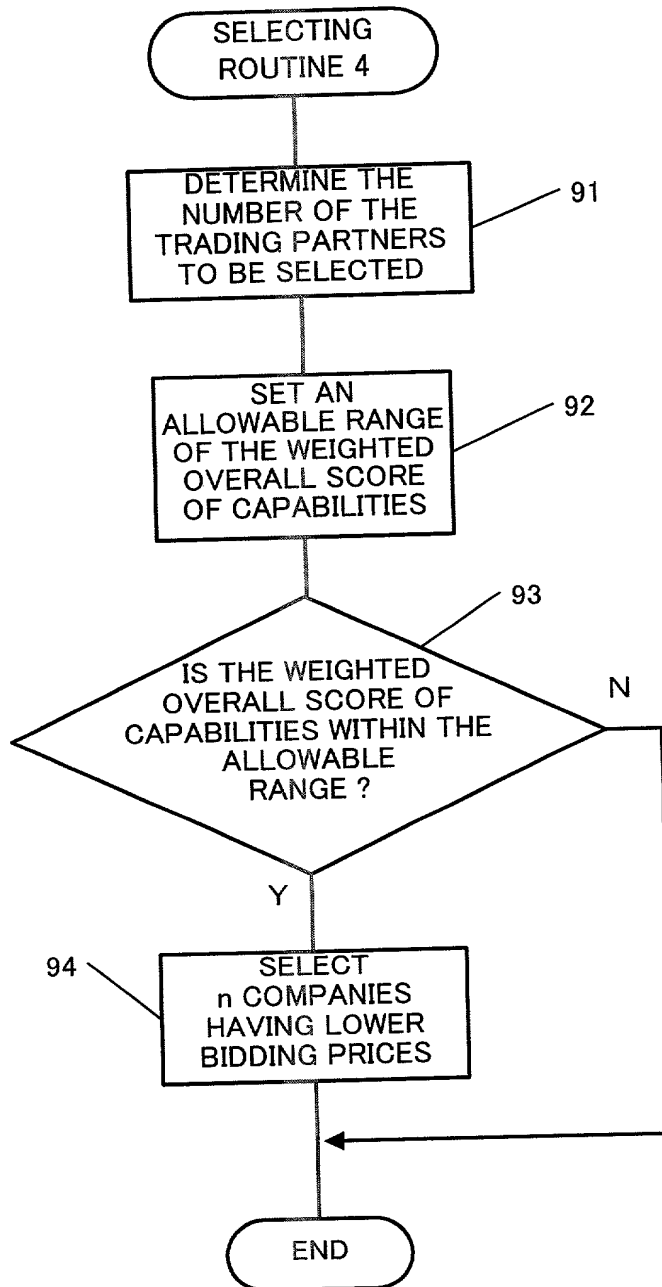 SELECTING
ROUTINE 4
DETERMINE THE
NUMBER OF THE
TRADING PARTNERS
TO BE SELECTED
91
SET AN
ALLOWABLE RANGE
OF THE WEIGHTED
OVERALL SCORE
OF CAPABILITIES
92
93
IS THE WEIGHTED
OVERALL SCORE OF
CAPABILITIES WITHIN THE
ALLOWABLE
RANGE ?
N
Y
94
SELECT
n COMPANIES
HAVING LOWER
BIDDING PRICES
END